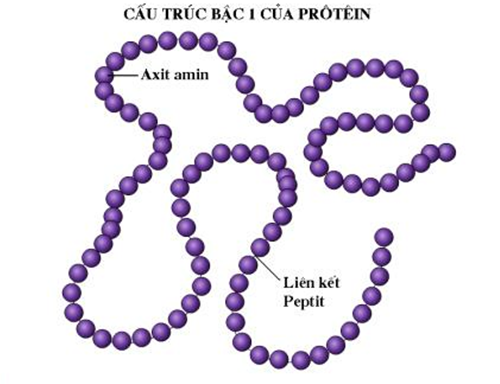 CẤU TRÚC BẬC 1 CỦA PRÔTÊIN
Axit amin
Liên kết
Peptit